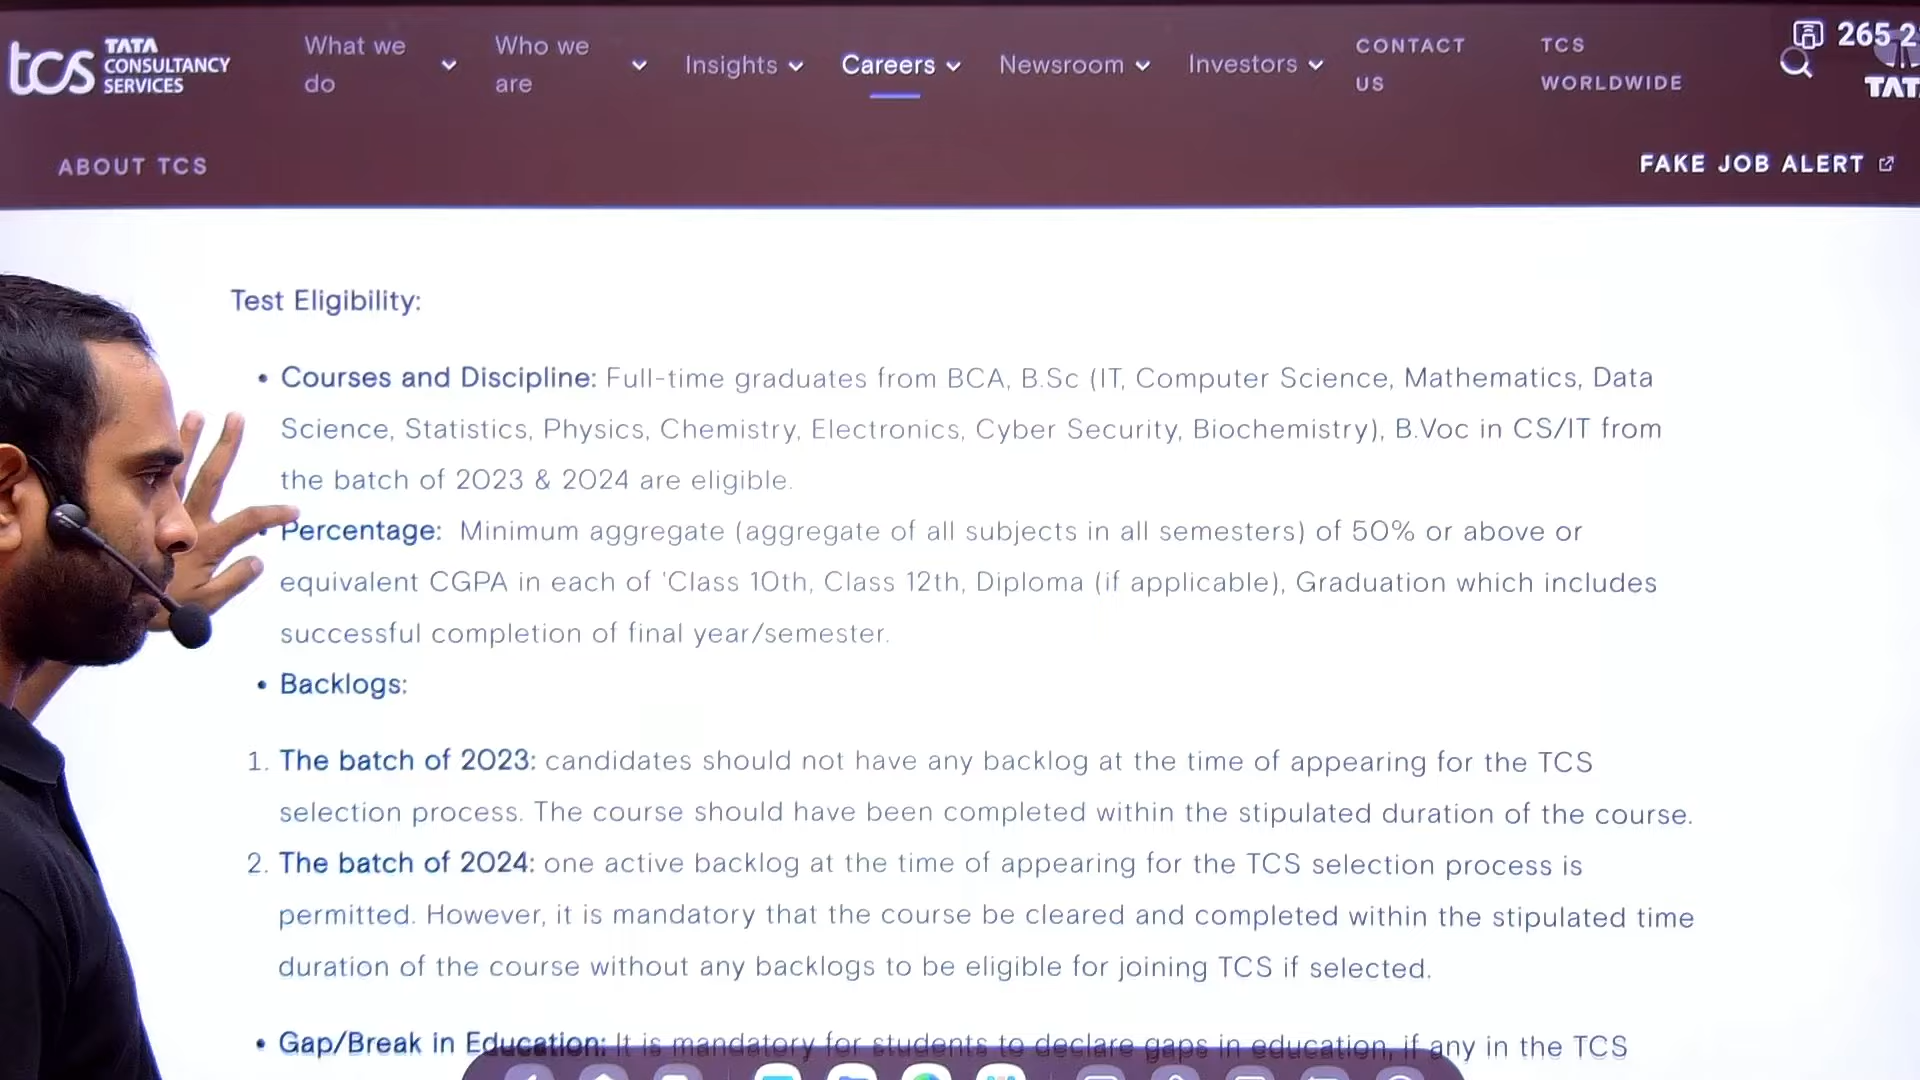 tcs TATA CONSULTANCY SERVICES
What we do
Who we are
Insights
Careers
Newsroom
Investors
CONTACT US
TCS WORLDWIDE
265
TAT
ABOUT TCS
FAKE JOB ALERT
Test Eligibility:
• Courses and Discipline: Full-time graduates from BCA, B.Sc (IT, Computer Science, Mathematics, Data
Science, Statistics, Physics, Chemistry, Electronics, Cyber Security, Biochemistry), B.Voc in CS/IT from
the batch of 2023 & 2024 are eligible.
• Percentage: Minimum aggregate (aggregate of all subjects in all semesters) of 50% or above or
equivalent CGPA in each of 'Class 10th, Class 12th, Diploma (if applicable), Graduation which includes
successful completion of final year/semester.
• Backlogs:
1. The batch of 2023: candidates should not have any backlog at the time of appearing for the TCS
selection process. The course should have been completed within the stipulated duration of the course.
2. The batch of 2024: one active backlog at the time of appearing for the TCS selection process is
permitted. However, it is mandatory that the course be cleared and completed within the stipulated time
duration of the course without any backlogs to be eligible for joining TCS if selected.
• Gap/Break in Education: It is mandatory for students to declare gaps in education, if any in the TCS